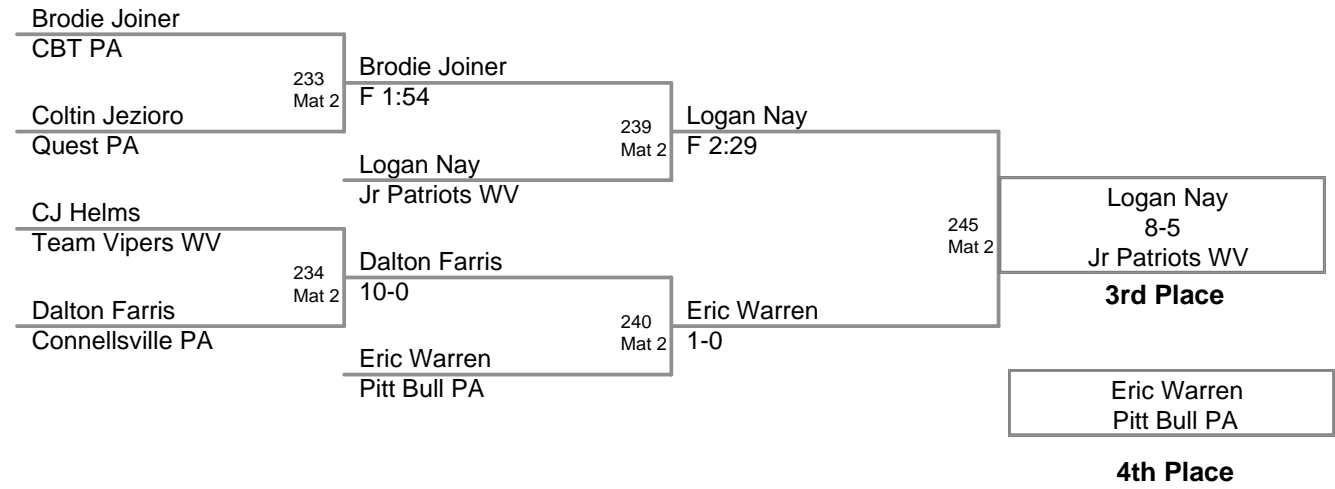 Brodie Joiner
CBT PA
233
Mat 2
Coltin Jezioro
Quest PA
CJ Helms
Team Vipers WV
234
Mat 2
Dalton Farris
Connellsville PA
Brodie Joiner
F 1:54
239
Mat 2
Logan Nay
Jr Patriots WV
Dalton Farris
10-0
240
Mat 2
Eric Warren
Pitt Bull PA
Logan Nay
F 2:29
245
Mat 2
Eric Warren
1-0
Logan Nay
8-5
Jr Patriots WV
3rd Place
Eric Warren
Pitt Bull PA
4th Place